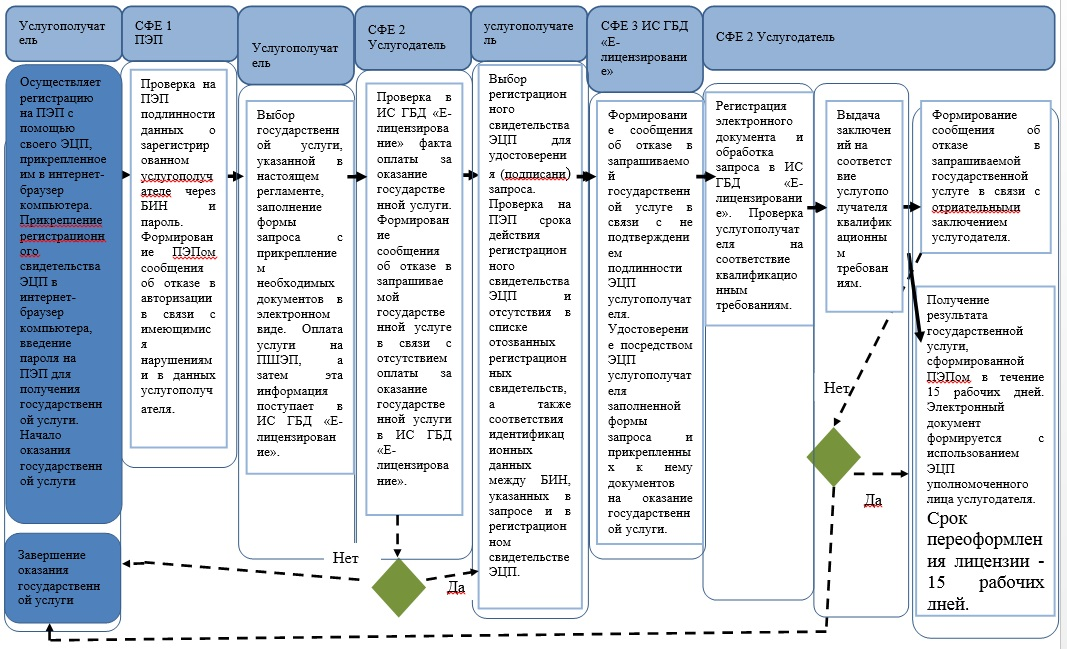 Услугополучат
ель
СФЕ 1
ПЭП
Услугополучат
ель
СФЕ 2
Услугодатель
услугополучате
ль
СФЕ 3 ИС ГБД
«Е-
лицензировани
е»
СФЕ 2 Услугодатель
Осуществляет
регистрацию
на ПЭП с
помощью
своего ЭЦП,
прикрепленное
им в интернет-
браузер
компьютера.
Прикрепление
регистрационн
ого
свидетельства
ЭЦП в
интернет-
браузер
компьютера,
введение
пароля на
ПЭП для
получения
государственн
ой услуги.
Начало
оказания
государственн
ой услуги
Завершение
оказания
государственн
ой услуги
Проверка на
ПЭП
подлинности
данных о
зарегистрир
ованном
услугополуч
ателе через
БИН и
пароль.
Формирован
ие ПЭПом
сообщения
об отказе в
авторизации
в связи с
имеющимис
я
нарушениям
и в данных
услугополуч
ателя.
Выбор
государственн
ой услуги,
указанной в
настоящем
регламенте,
заполнение
формы
запроса с
прикрепление
м
необходимых
документов в
электронном
виде. Оплата
услуги на
ПШЭП, а
затем эта
информация
поступает в
ИС ГБД «Е-
лицензирован
ие».
Проверка в
ИС ГБД «Е-
лицензирова
ние» факта
оплаты за
оказание
государстве
нной услуги.
Формирован
ие
сообщения
об отказе в
запрашивае
мой
государстве
нной услуге
в связи с
отсутствием
оплаты за
оказание
государстве
нной услуги
в ИС ГБД
«Е-
лицензирова
ние».
Нет
Да
Выбор
регистрацион
ного
свидетельства
ЭЦП для
удостоверени
я (подписани)
запроса.
Проверка на
ПЭП срока
действия
регистрацион
ного
свидетельства
ЭЦП и
отсутствия в
списке
отозванных
регистрацион
ных
свидетельств,
а также
соответствия
идентификац
ионных
данных
между БИН,
указанных в
запросе и в
регистрацион
ном
свидетельстве
ЭЦП.
Формировани
е сообщения
об отказе в
запрашиваемо
й
государственн
ой услуге в
связи с не
подтверждени
ем
подлинности
ЭЦП
услугополучат
еля.
Удостоверени
е посредством
ЭЦП
услугополучат
еля
заполненной
формы
запроса и
прикрепленны
х к нему
документов
на оказание
государственн
ой услуги.
Регистрация
электронного
документа и
обработка
запроса в ИС
ГБД «Е-
лицензировани
е». Проверка
услугополучат
еля на
соответствие
квалификацио
нным
требованиям.
Выдача
заключен
ий на
соответст
вие
услугопо
лучателя
квалифик
ационны
м
требован
иям.
Нет
Да
Формирование
сообщения об
отказе в
запрашиваемой
государственной
услуге в связи с
отриательными
заключением
услугодателя.
Получение
результата
государственной
услуги,
сформированной
ПЭПом в течение
15 рабочих дней.
Электронный
документ
формируется с
использованием
ЭЦП
уполномоченного
лица услугодателя.
Срок
переоформлен
ия лицензии -
15 рабочих
дней.